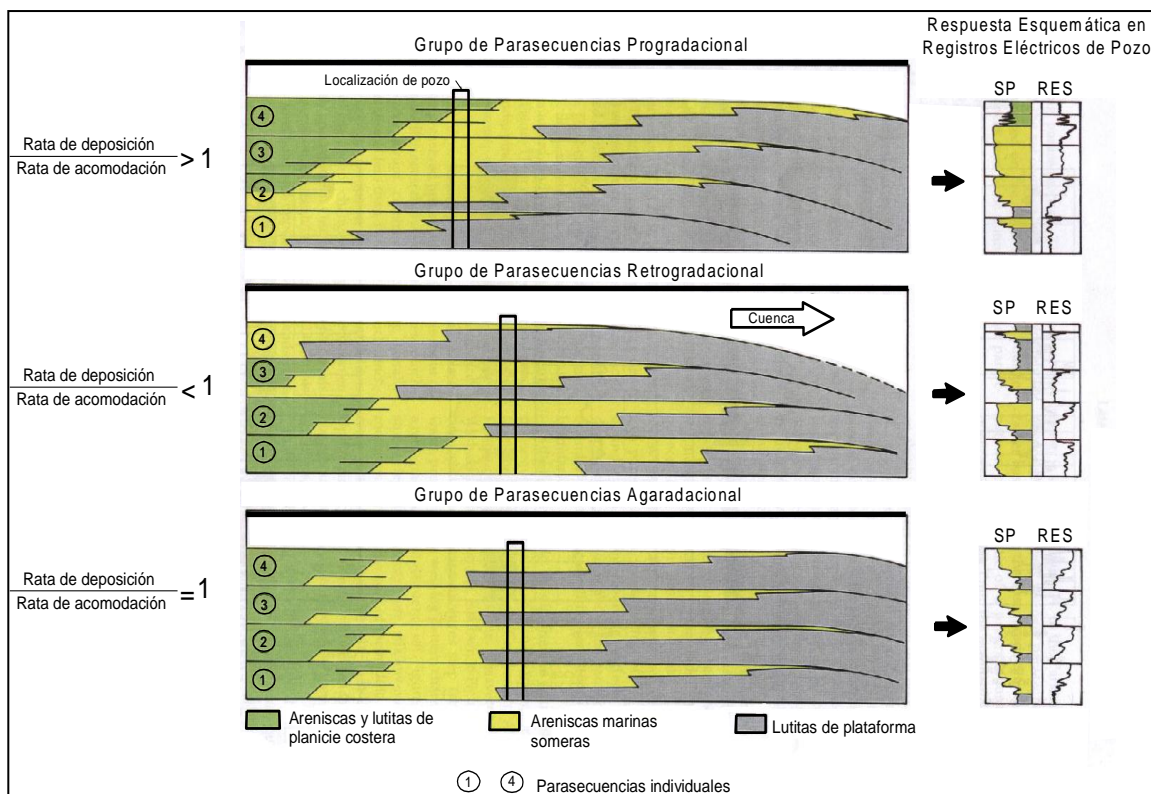 Respuesta Esquemática en
Registros Eléctricos de Pozo
Grupo de Parasecuencias Progradacional
Localización de pozo
SP RES
4
3
2
1
Rata de deposición
Rata de acomodación
> 1
Grupo de Parasecuencias Retrogradacional
Cuenca
SP RES
4
3
2
1
Rata de deposición
Rata de acomodación
< 1
Grupo de Parasecuencias Agaradacional
SP RES
4
3
2
1
Rata de deposición
Rata de acomodación
= 1
Areniscas y lutitas de
planicie costera
Areniscas marinas
someras
Lutitas de plataforma
1 4 Parasecuencias individuales